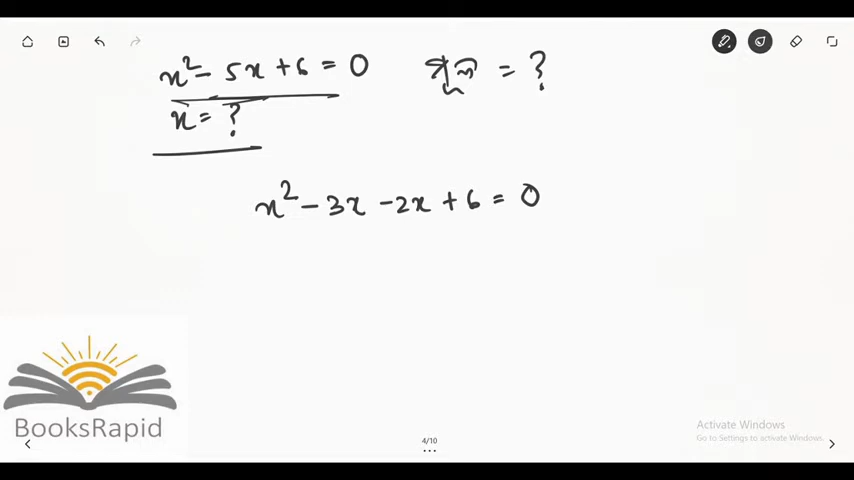 x² - 5x + 6 = 0 মূল = ?
x = ?
x² - 3x - 2x + 6 = 0
BooksRapid
Activate Windows
Go to Settings to activate Windows.
4/10